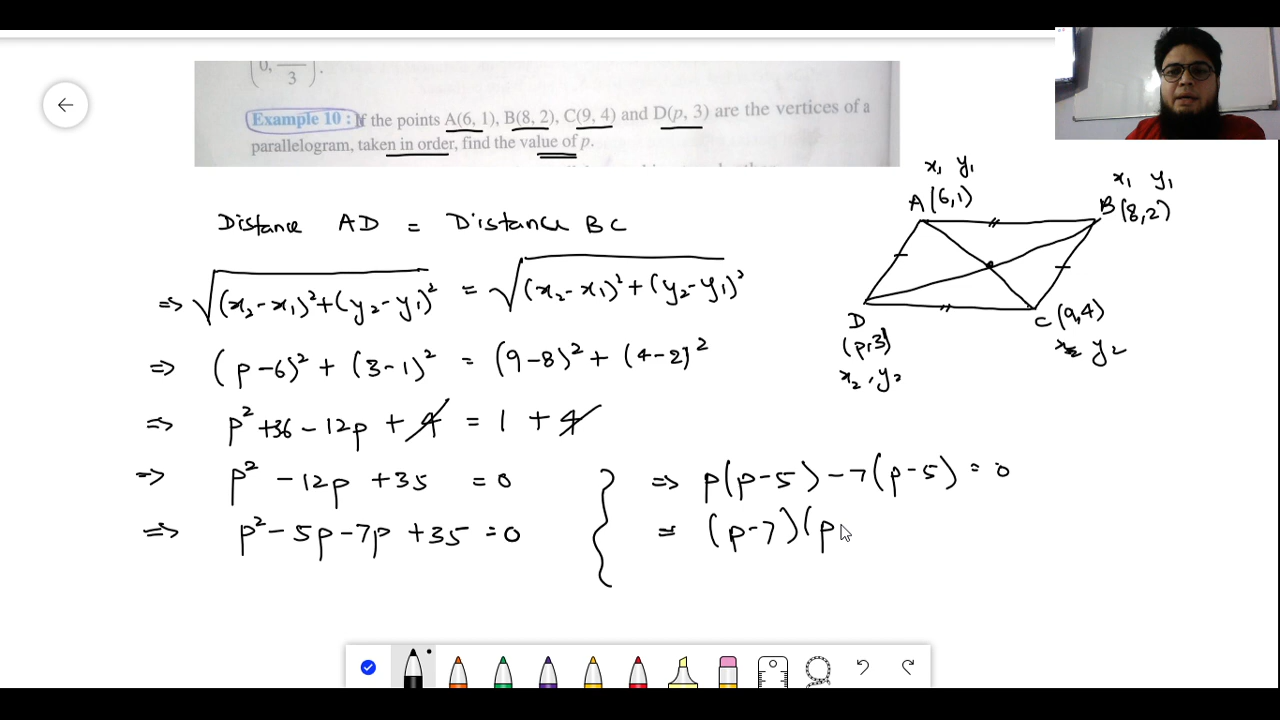 (0, — 3).
Example 10 : If the points A(6, 1), B(8, 2), C(9, 4) and D(p, 3) are the vertices of a
parallelogram, taken in order, find the value of p.
x₁ y₁
A(6,1)
x₁ y₁
B(8,2)
D
(p,3)
x₂, y₂
C(9,4)
x₂ y₂
Distance AD = Distance BC
⇒ √(x₂-x₁)²+(y₂-y₁)² = √(x₂-x₁)²+(y₂-y₁)²
⇒ (p-6)² + (3-1)² = (9-8)² + (4-2)²
⇒ p² +36 -12p + 4 = 1 + 4
⇒ p² -12p +35 = 0
⇒ p² - 5p -7p +35 = 0
⇒ p(p-5) -7(p-5) = 0
= (p-7)(p